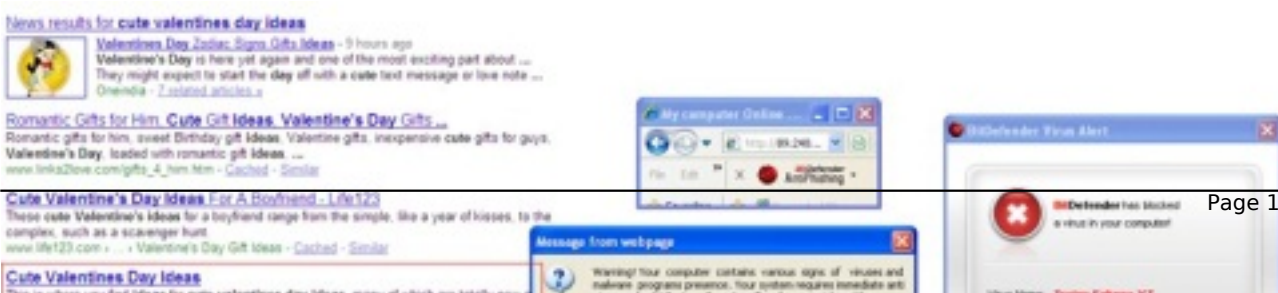 News results for cute valentines day ideas
Valentines Day Zodiac Signs Gifts Ideas - 9 hours ago
Valentine's Day is here yet again and one of the most exciting part about ...
They might expect to start the day off with a cute text message or love note ...
Oneindia - 7 related articles »
Romantic Gifts for Him, Cute Gift Ideas, Valentine's Day Gifts ...
Romantic gifts for him, sweet Birthday gift ideas, Valentine gifts, inexpensive cute gifts for guys,
Valentine's Day, loaded with romantic gift ideas. ...
www.links2love.com/gifts_4_him.htm - Cached - Similar
Cute Valentine's Day Ideas For A Boyfriend - Life123
These cute Valentine's ideas for a boyfriend range from the simple, like a year of kisses, to the
complex, such as a scavenger hunt.
www.life123.com › ... › Valentine's Day Gift Ideas - Cached - Similar
Cute Valentines Day Ideas
My computer Online ...
http://89.248...
File Edit
BitDefender
AntiPhishing
Message from webpage
Warning! Your computer contains various signs of viruses and
malware programs presence. Your system requires immediate anti
BitDefender Virus Alert
BitDefender has blocked
a virus in your computer!
Page 1